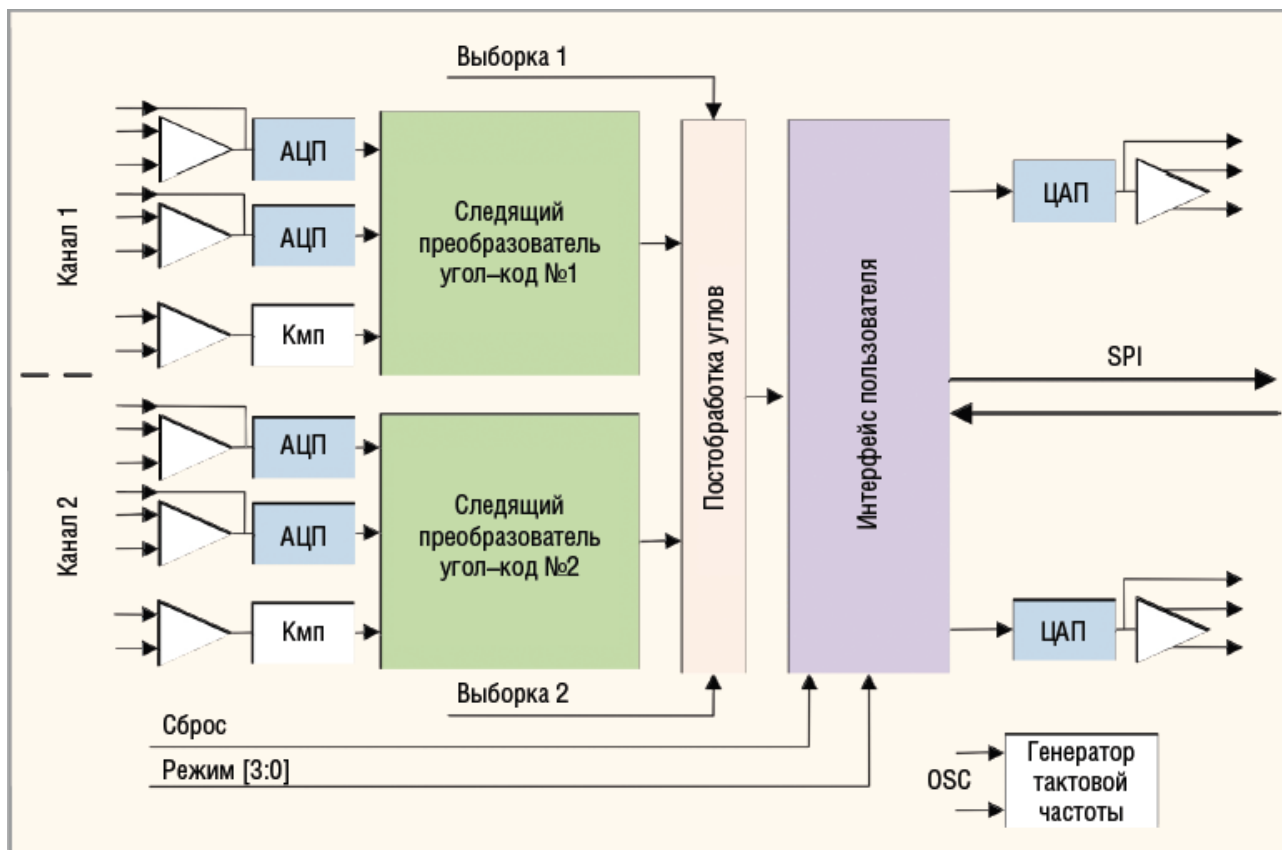 Выборка 1
Канал 1
АЦП
АЦП
Кмп
Следящий
преобразователь
угол–код №1
Канал 2
АЦП
АЦП
Кмп
Следящий
преобразователь
угол–код №2
Постобработка углов
Интерфейс пользователя
ЦАП
SPI
ЦАП
Выборка 2
Сброс
Режим [3:0]
OSC
Генератор
тактовой
частоты